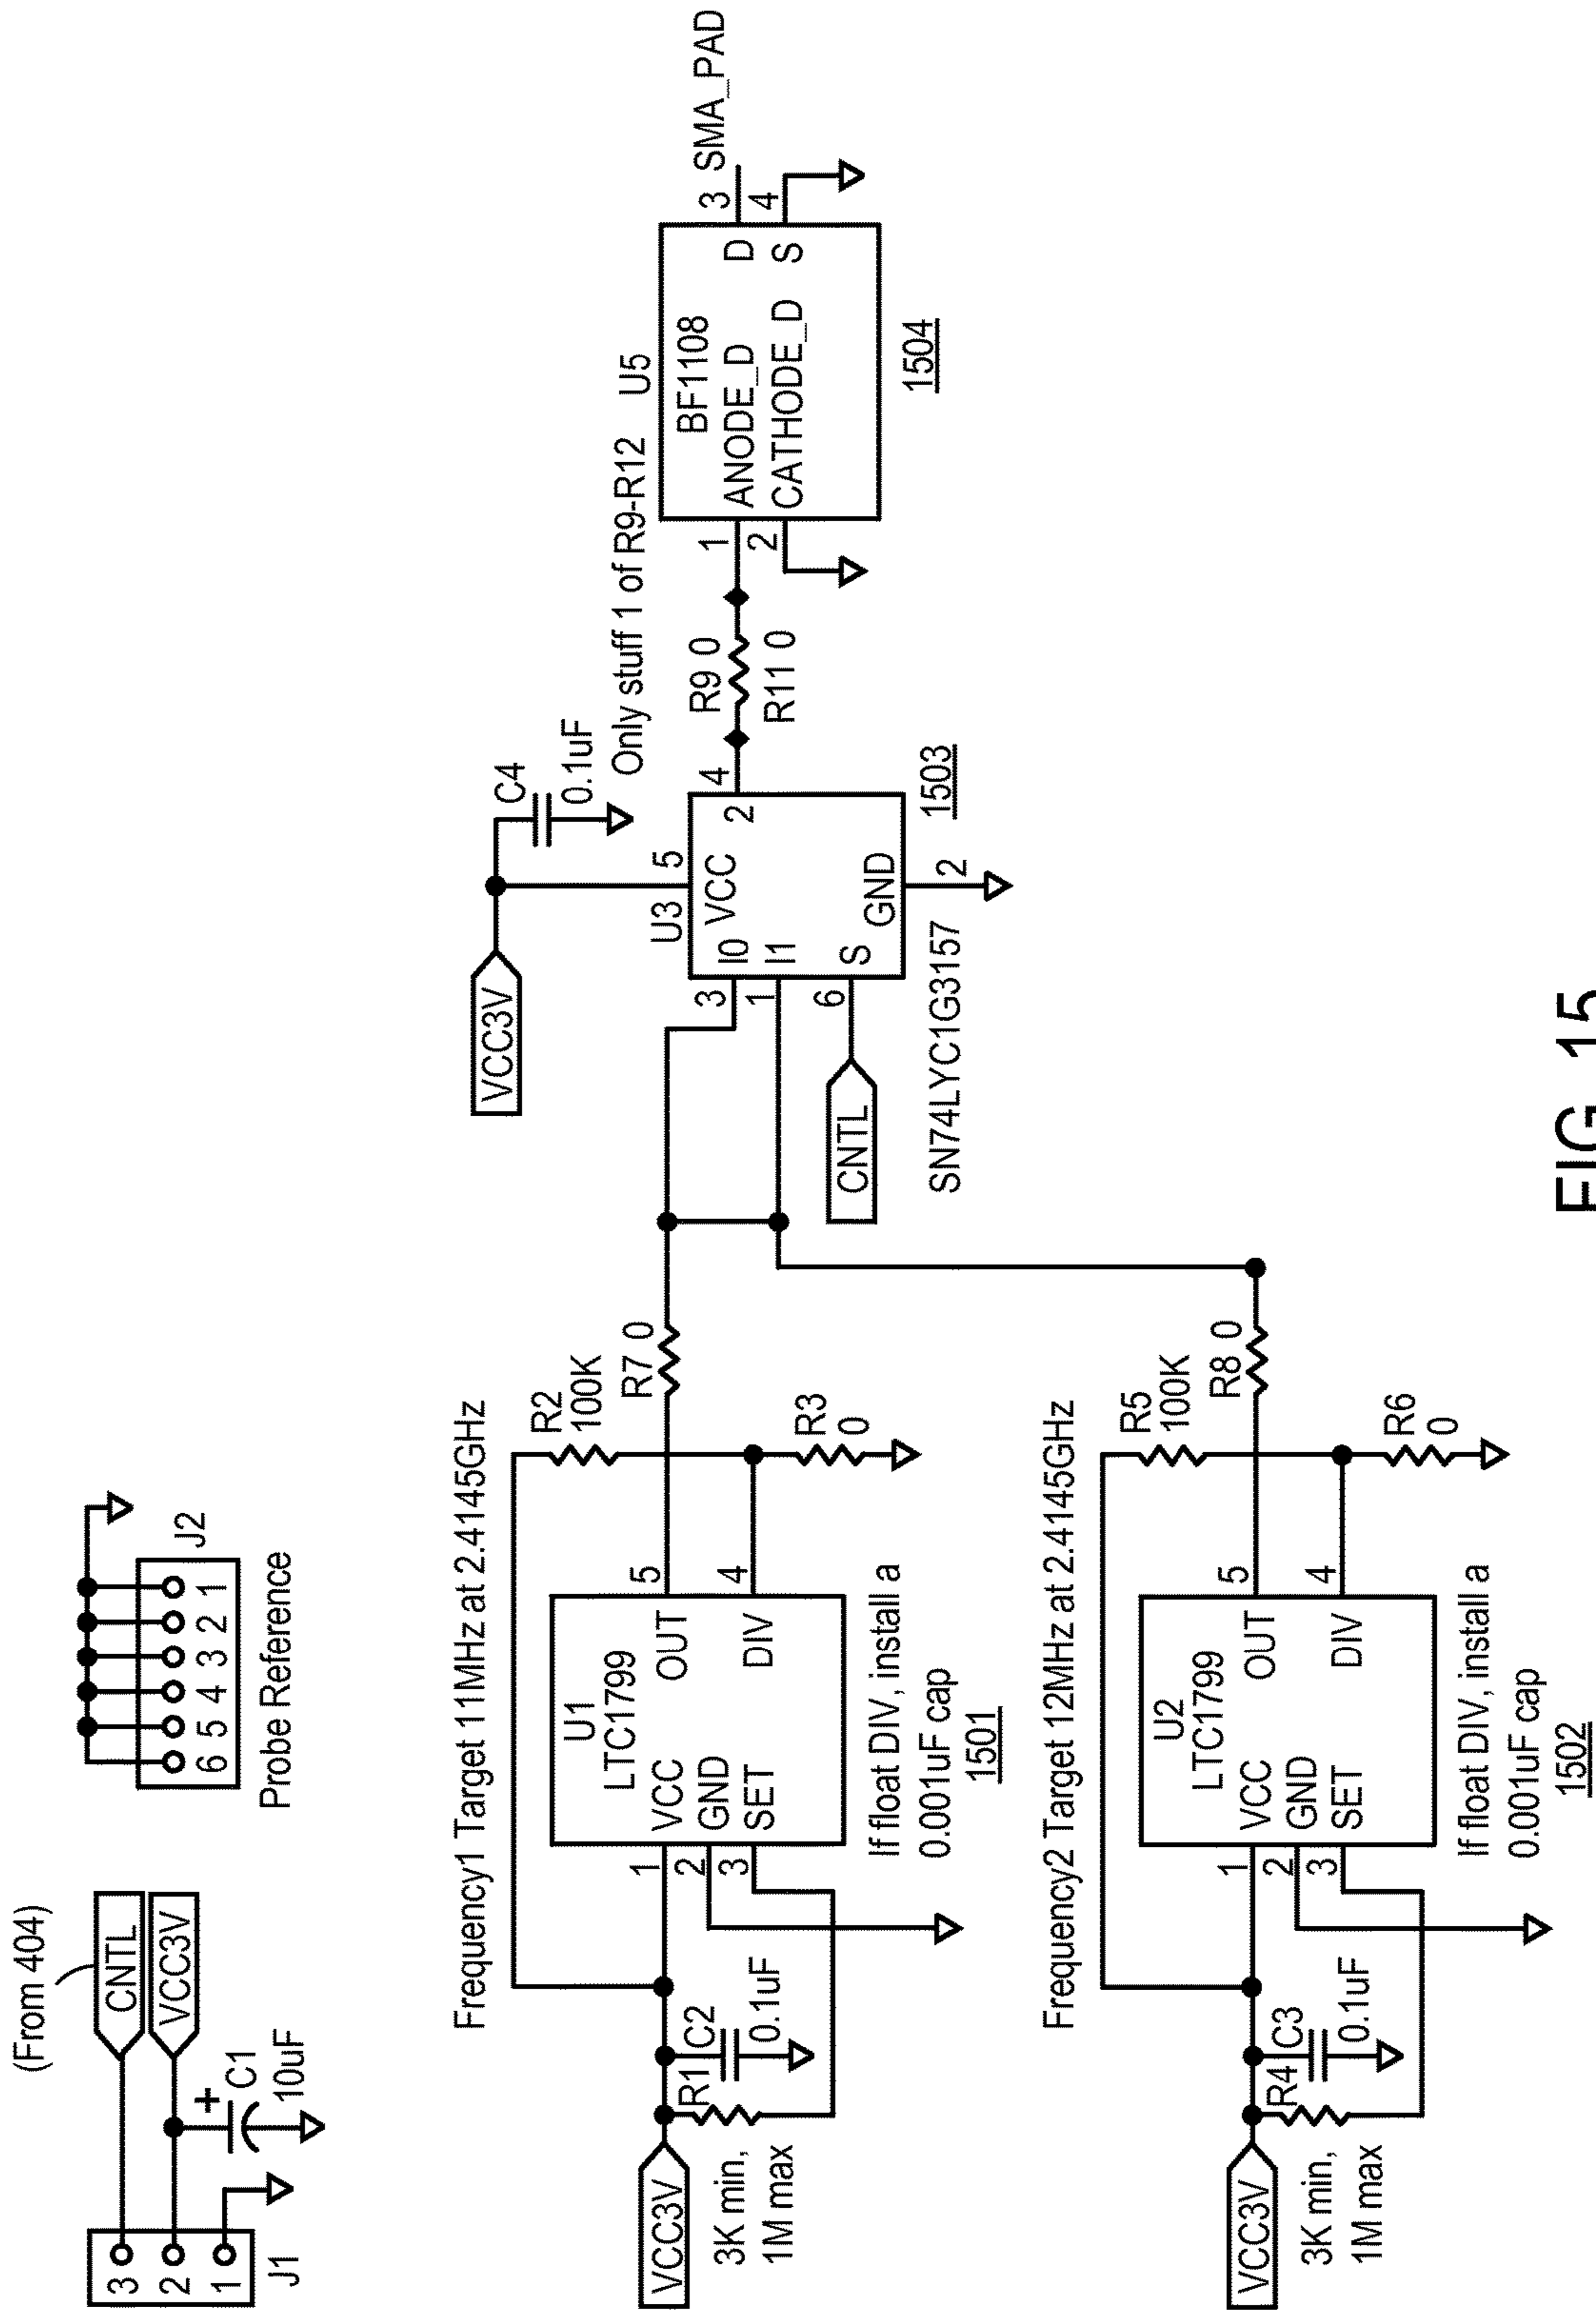 (From 404)
CNTL
VCC3V
3
2
1
J1
+
C1
10uF
6 5 4 3 2 1
J2
Probe Reference
Frequency1 Target 11MHz at 2.4145GHz
VCC3V
3K min,
1M max
R1
C2
0.1uF
1
2
3
U1
LTC1799
VCC
GND
SET
OUT
DIV
5
4
If float DIV, install a
0.001uF cap
1501
R2
100K
R7 0
R3
0
Frequency2 Target 12MHz at 2.4145GHz
VCC3V
3K min,
1M max
R4
C3
0.1uF
1
2
3
U2
LTC1799
VCC
GND
SET
OUT
DIV
5
4
If float DIV, install a
0.001uF cap
1502
R5
100K
R8 0
R6
0
VCC3V
C4
0.1uF
CNTL
U3
5
3
1
6
I0
I1
S
VCC
GND
2
4
2
SN74LYC1G3157
1503
Only stuff 1 of R9-R12
R9 0
R11 0
U5
BF1108
1
2
ANODE_D
CATHODE_D
D
S
3
4
SMA_PAD
1504
FIG. 15